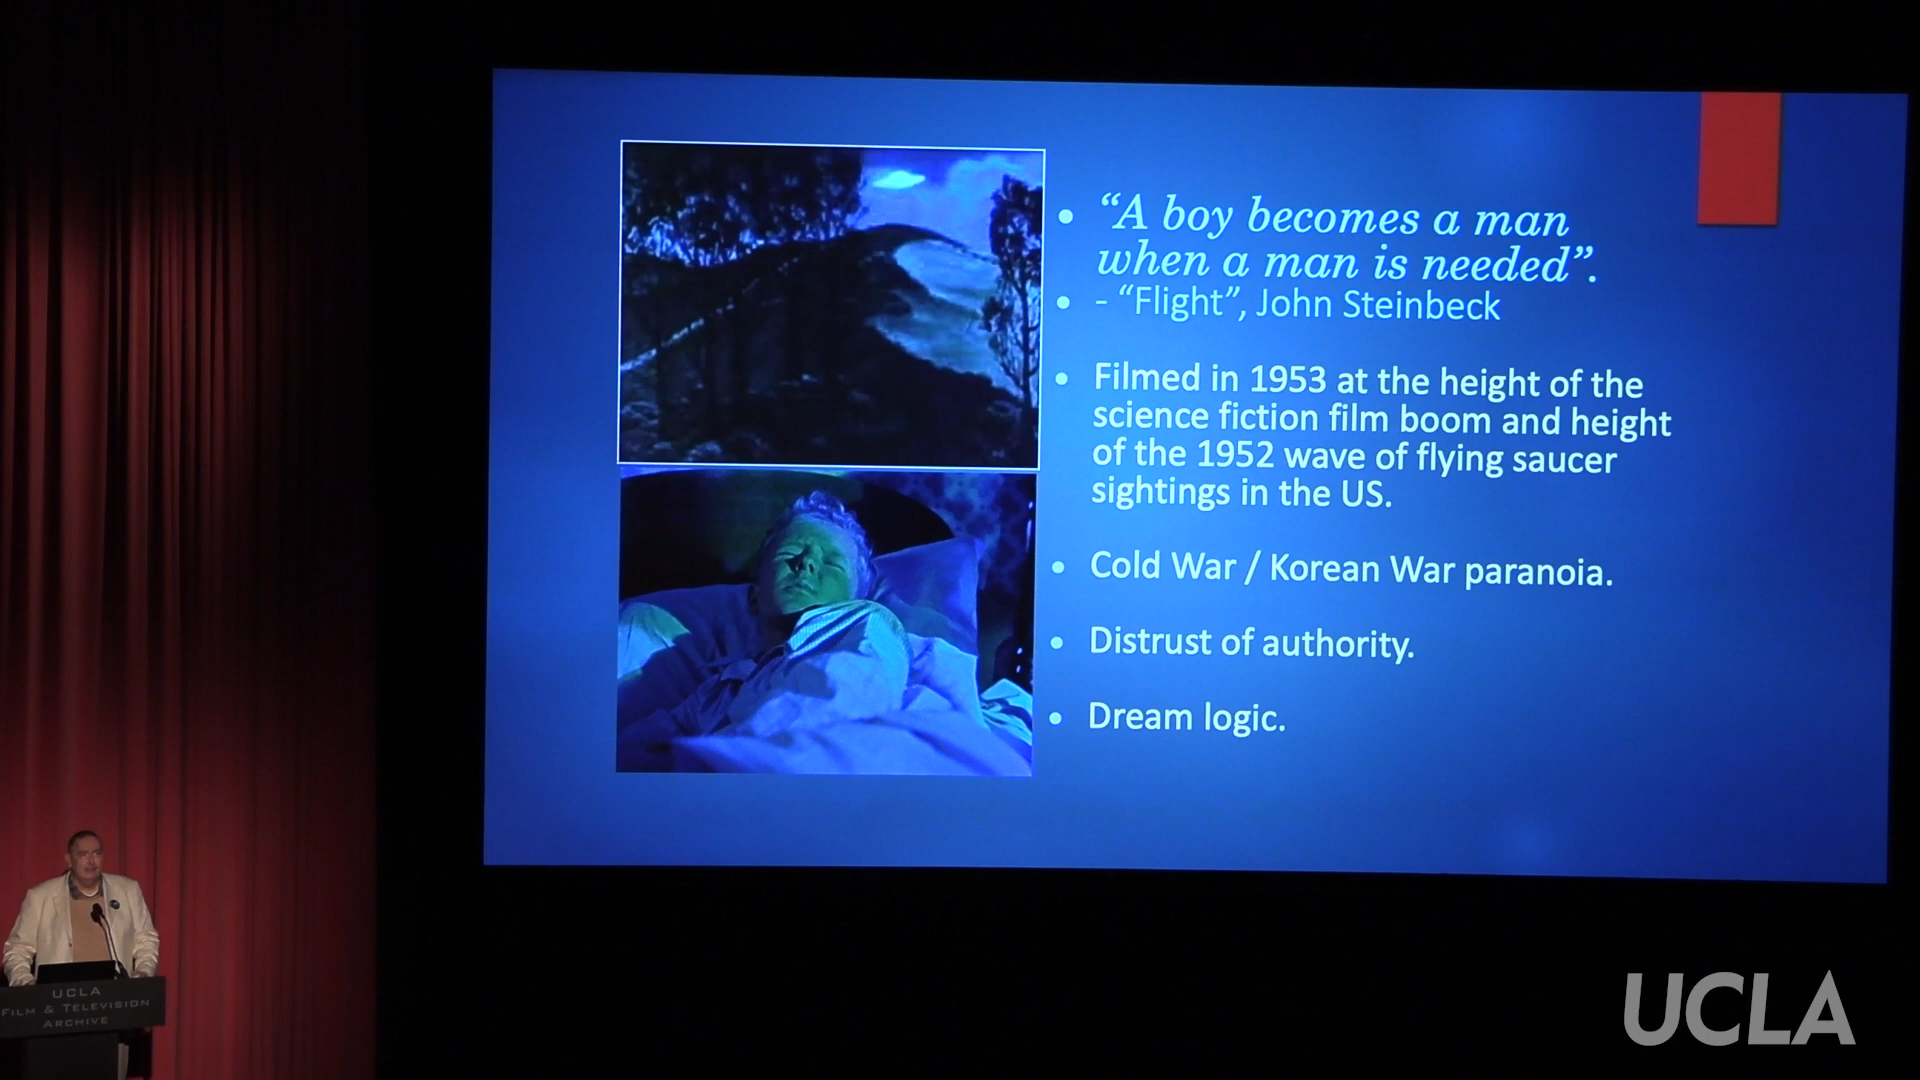 “A boy becomes a man
when a man is needed”.
- “Flight”, John Steinbeck
Filmed in 1953 at the height of the
science fiction film boom and height
of the 1952 wave of flying saucer
sightings in the US.
Cold War / Korean War paranoia.
Distrust of authority.
Dream logic.
UCLA
FILM & TELEVISION
ARCHIVE
UCLA